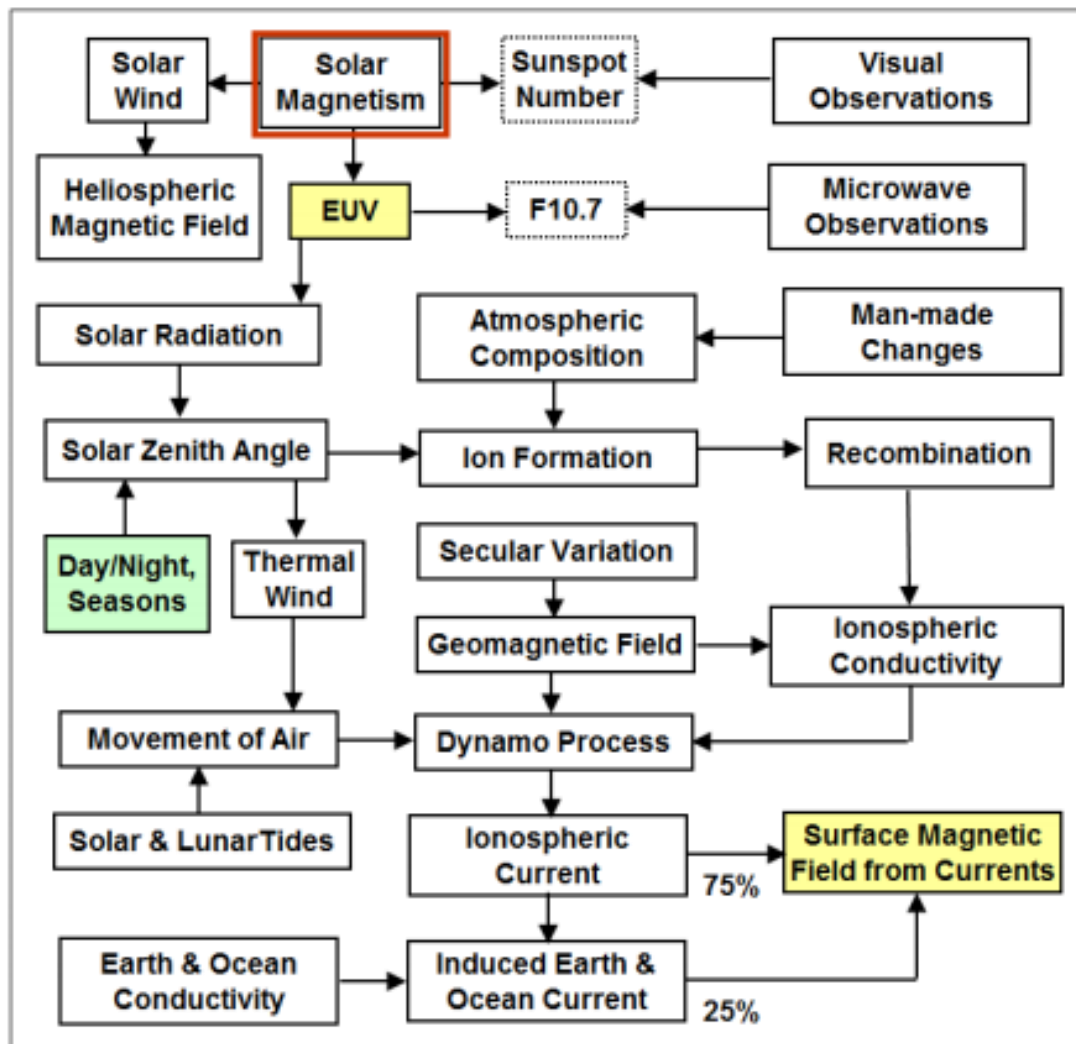 Solar
Wind
Solar
Magnetism
Sunspot
Number
Visual
Observations
Heliospheric
Magnetic Field
EUV
F10.7
Microwave
Observations
Solar Radiation
Atmospheric
Composition
Man-made
Changes
Solar Zenith Angle
Ion Formation
Recombination
Day/Night,
Seasons
Thermal
Wind
Secular Variation
Geomagnetic Field
Ionospheric
Conductivity
Movement of Air
Dynamo Process
Solar & Lunar Tides
Ionospheric
Current
75%
Surface Magnetic
Field from Currents
Earth & Ocean
Conductivity
Induced Earth &
Ocean Current
25%